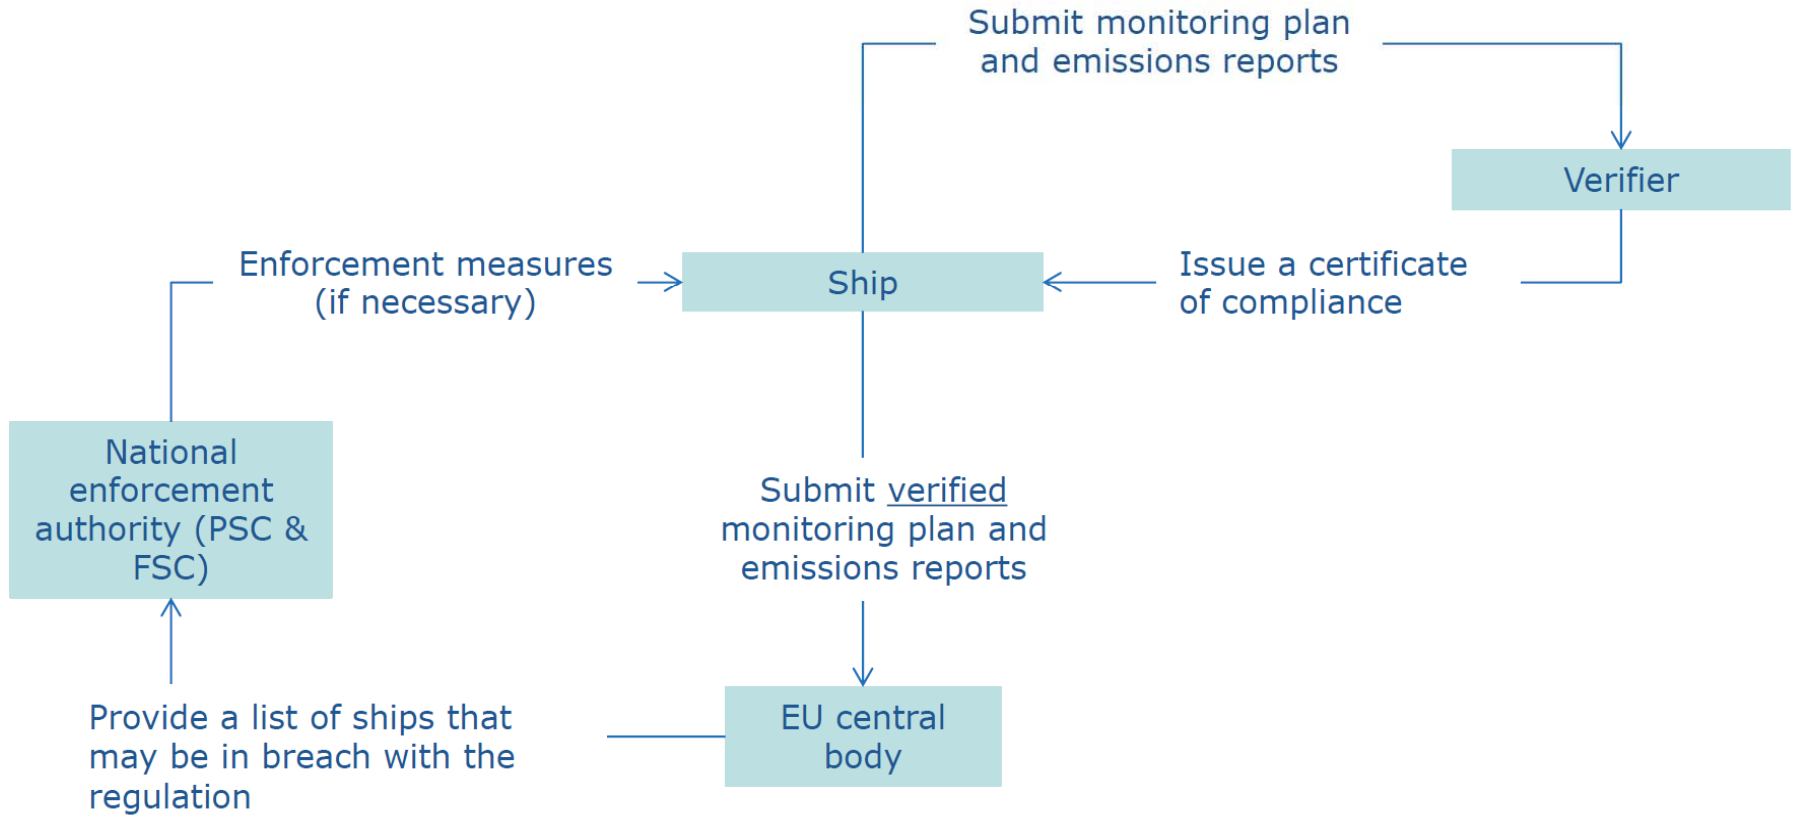 Submit monitoring plan
and emissions reports
Verifier
Enforcement measures
(if necessary)
Ship
Issue a certificate
of compliance
National
enforcement
authority (PSC &
FSC)
Submit verified
monitoring plan and
emissions reports
Provide a list of ships that
may be in breach with the
regulation
EU central
body